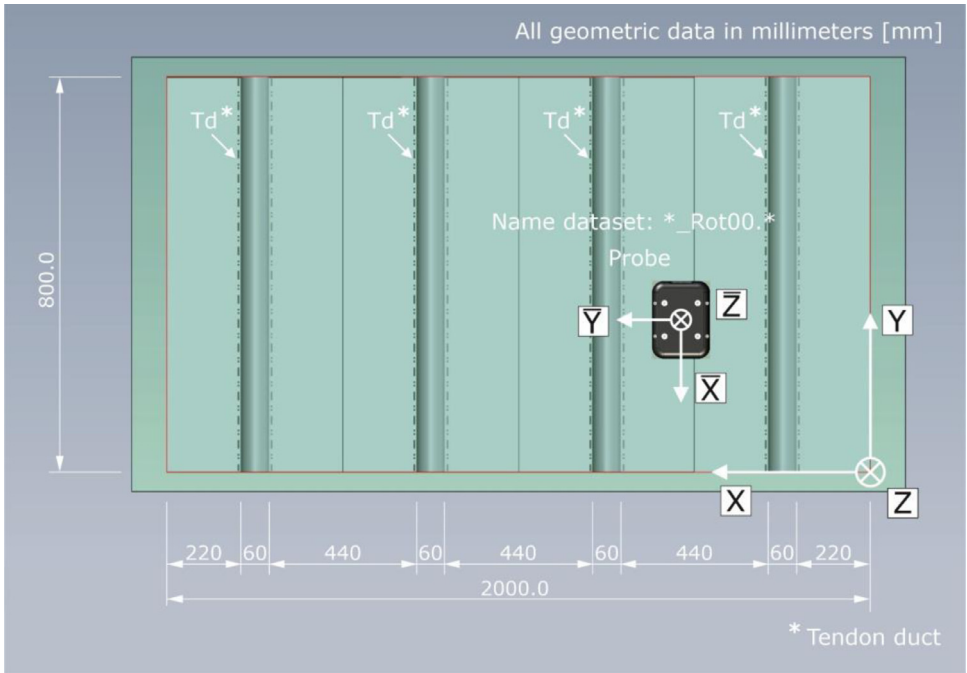 All geometric data in millimeters [mm]
Td* Td* Td* Td*
Name dataset: *_Rot00.*
Probe
800.0
Y̅ Z̅ Y
X̅
X Z
220 60 440 60 440 60 440 60 220
2000.0
* Tendon duct